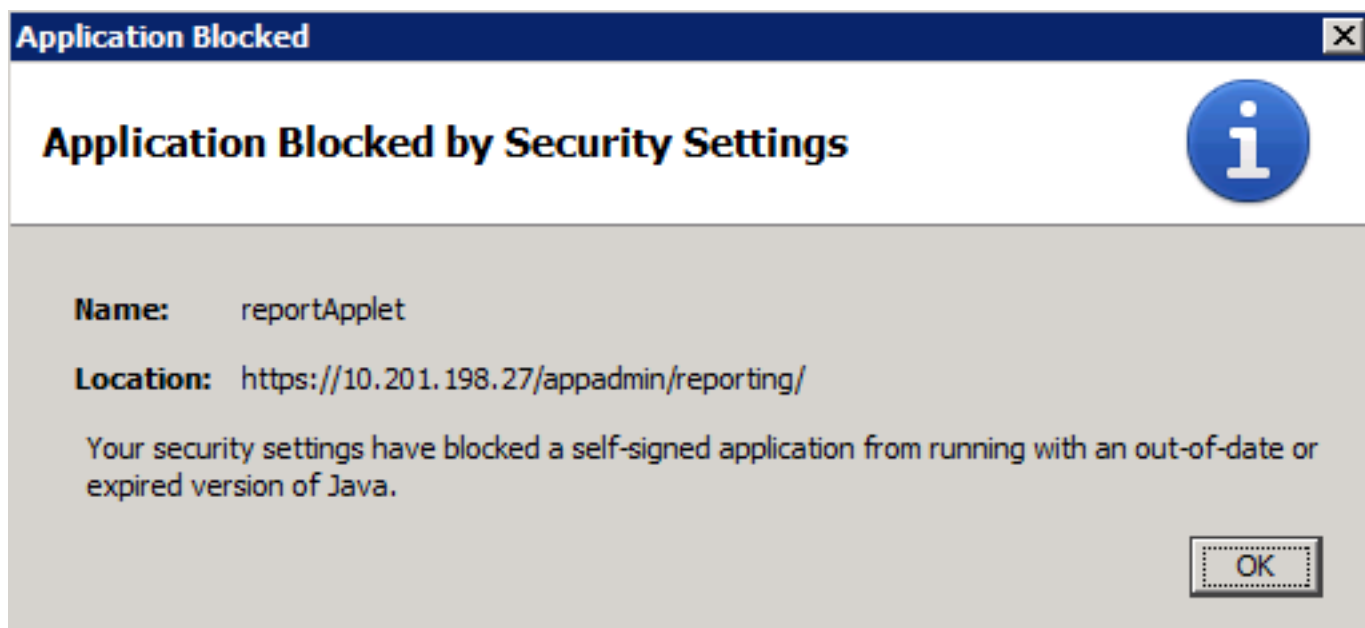 Application Blocked
Application Blocked by Security Settings
Name: reportApplet
Location: https://10.201.198.27/appadmin/reporting/
Your security settings have blocked a self-signed application from running with an out-of-date or
expired version of Java.
OK